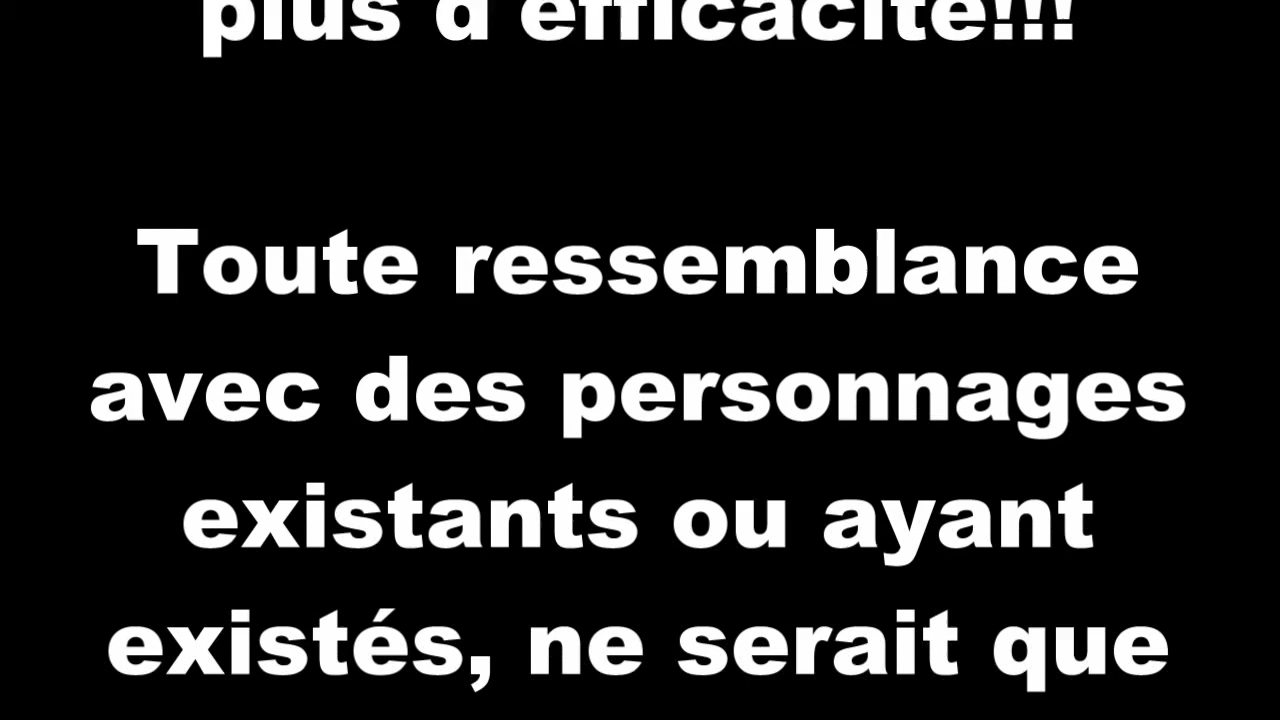 plus d'efficacité!!!
Toute ressemblance
avec des personnages
existants ou ayant
existés, ne serait que